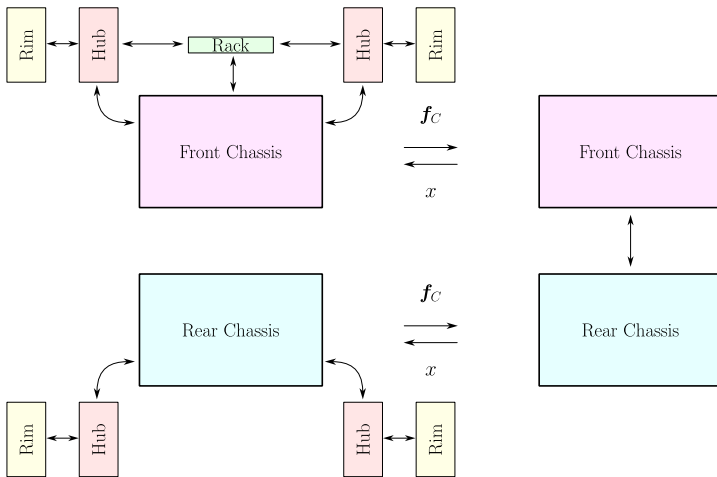 Rim
Hub
Rack
Hub
Rim
Front Chassis
f_C
x
Front Chassis
Rear Chassis
f_C
x
Rear Chassis
Rim
Hub
Hub
Rim